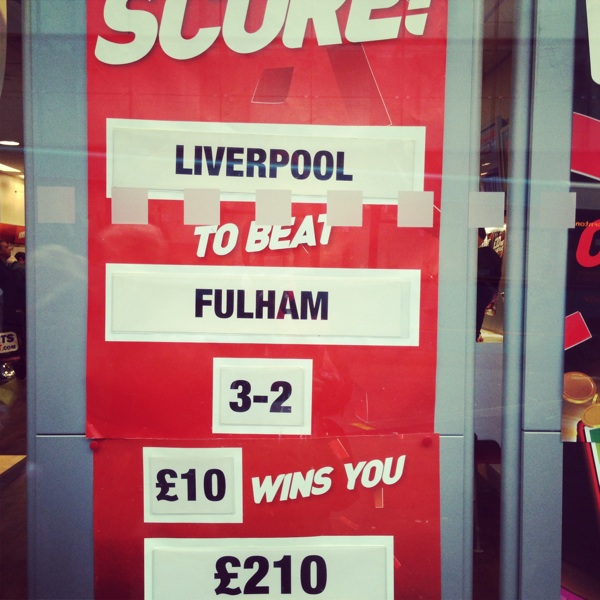 SCORE!
LIVERPOOL
TO BEAT
FULHAM
3-2
£10 WINS YOU
£210